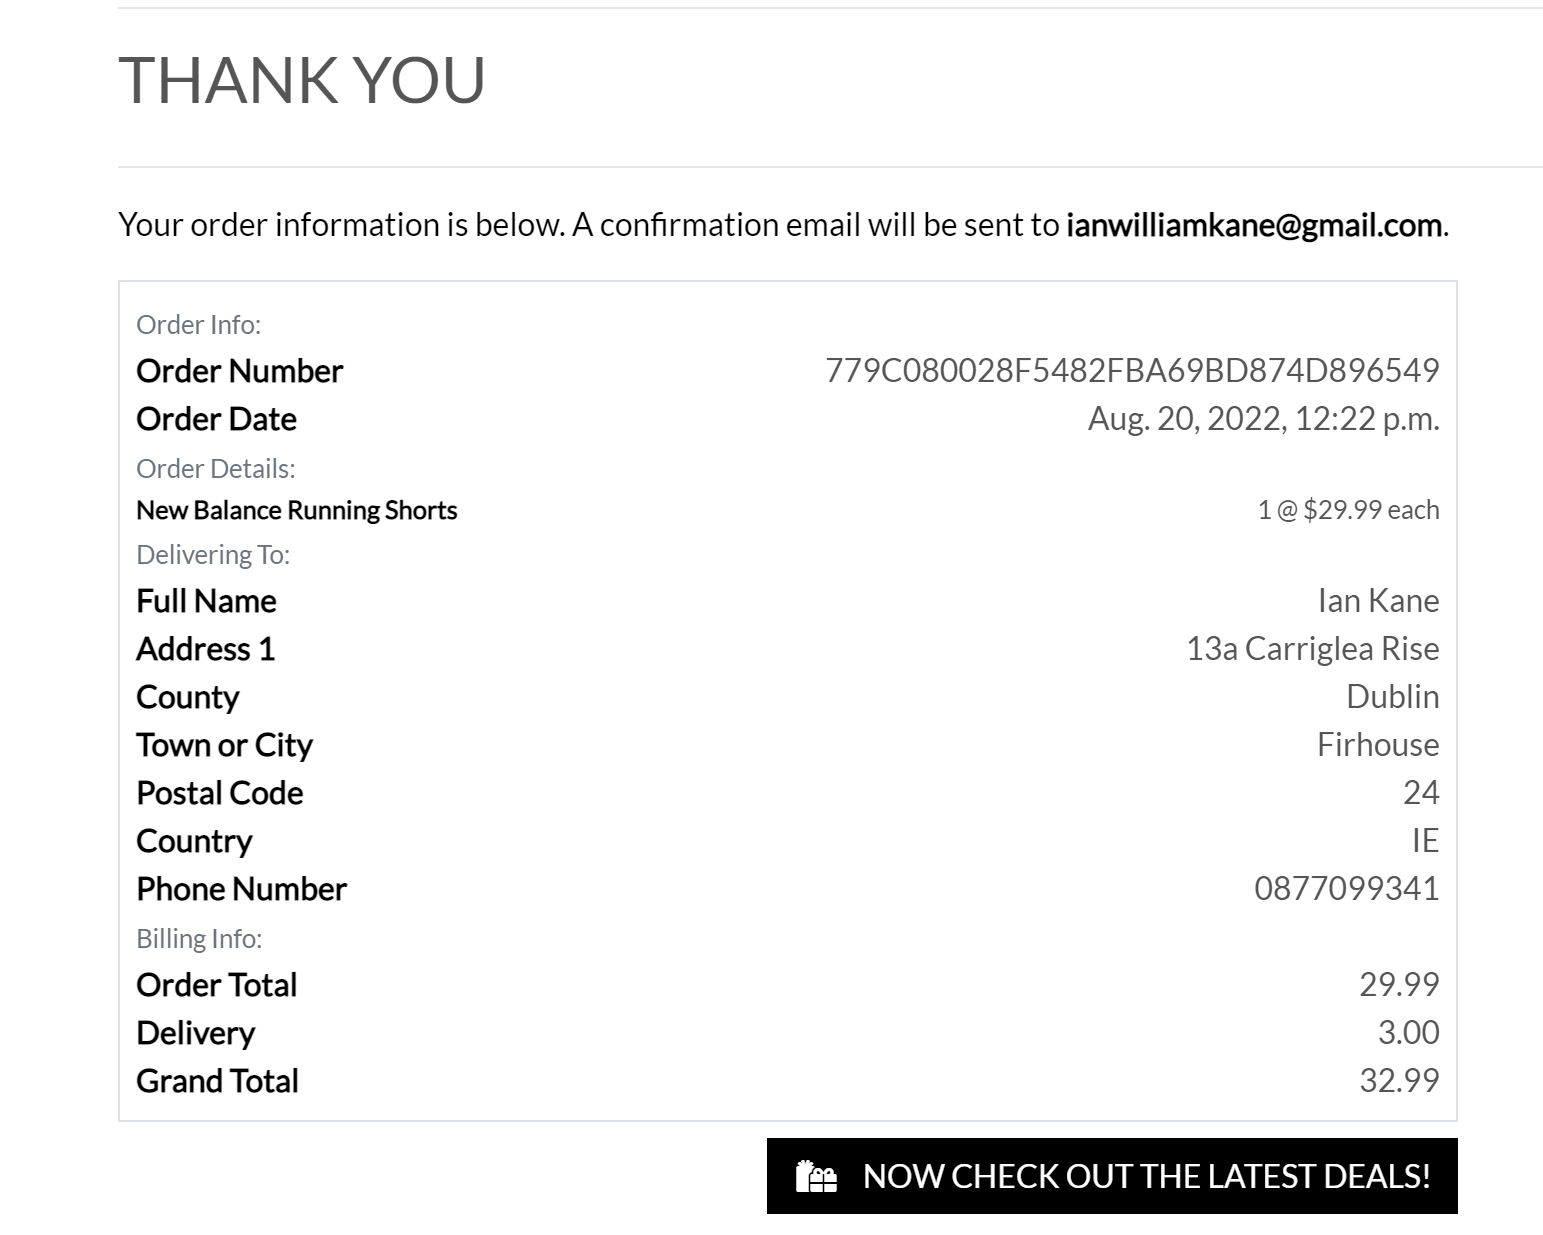 THANK YOU
Your order information is below. A confirmation email will be sent to ianwilliamkane@gmail.com.
Order Info:
Order Number 779C080028F5482FBA69BD874D896549
Order Date Aug. 20, 2022, 12:22 p.m.
Order Details:
New Balance Running Shorts 1 @ $29.99 each
Delivering To:
Full Name Ian Kane
Address 1 13a Carriglea Rise
County Dublin
Town or City Firhouse
Postal Code 24
Country IE
Phone Number 0877099341
Billing Info:
Order Total 29.99
Delivery 3.00
Grand Total 32.99
NOW CHECK OUT THE LATEST DEALS!